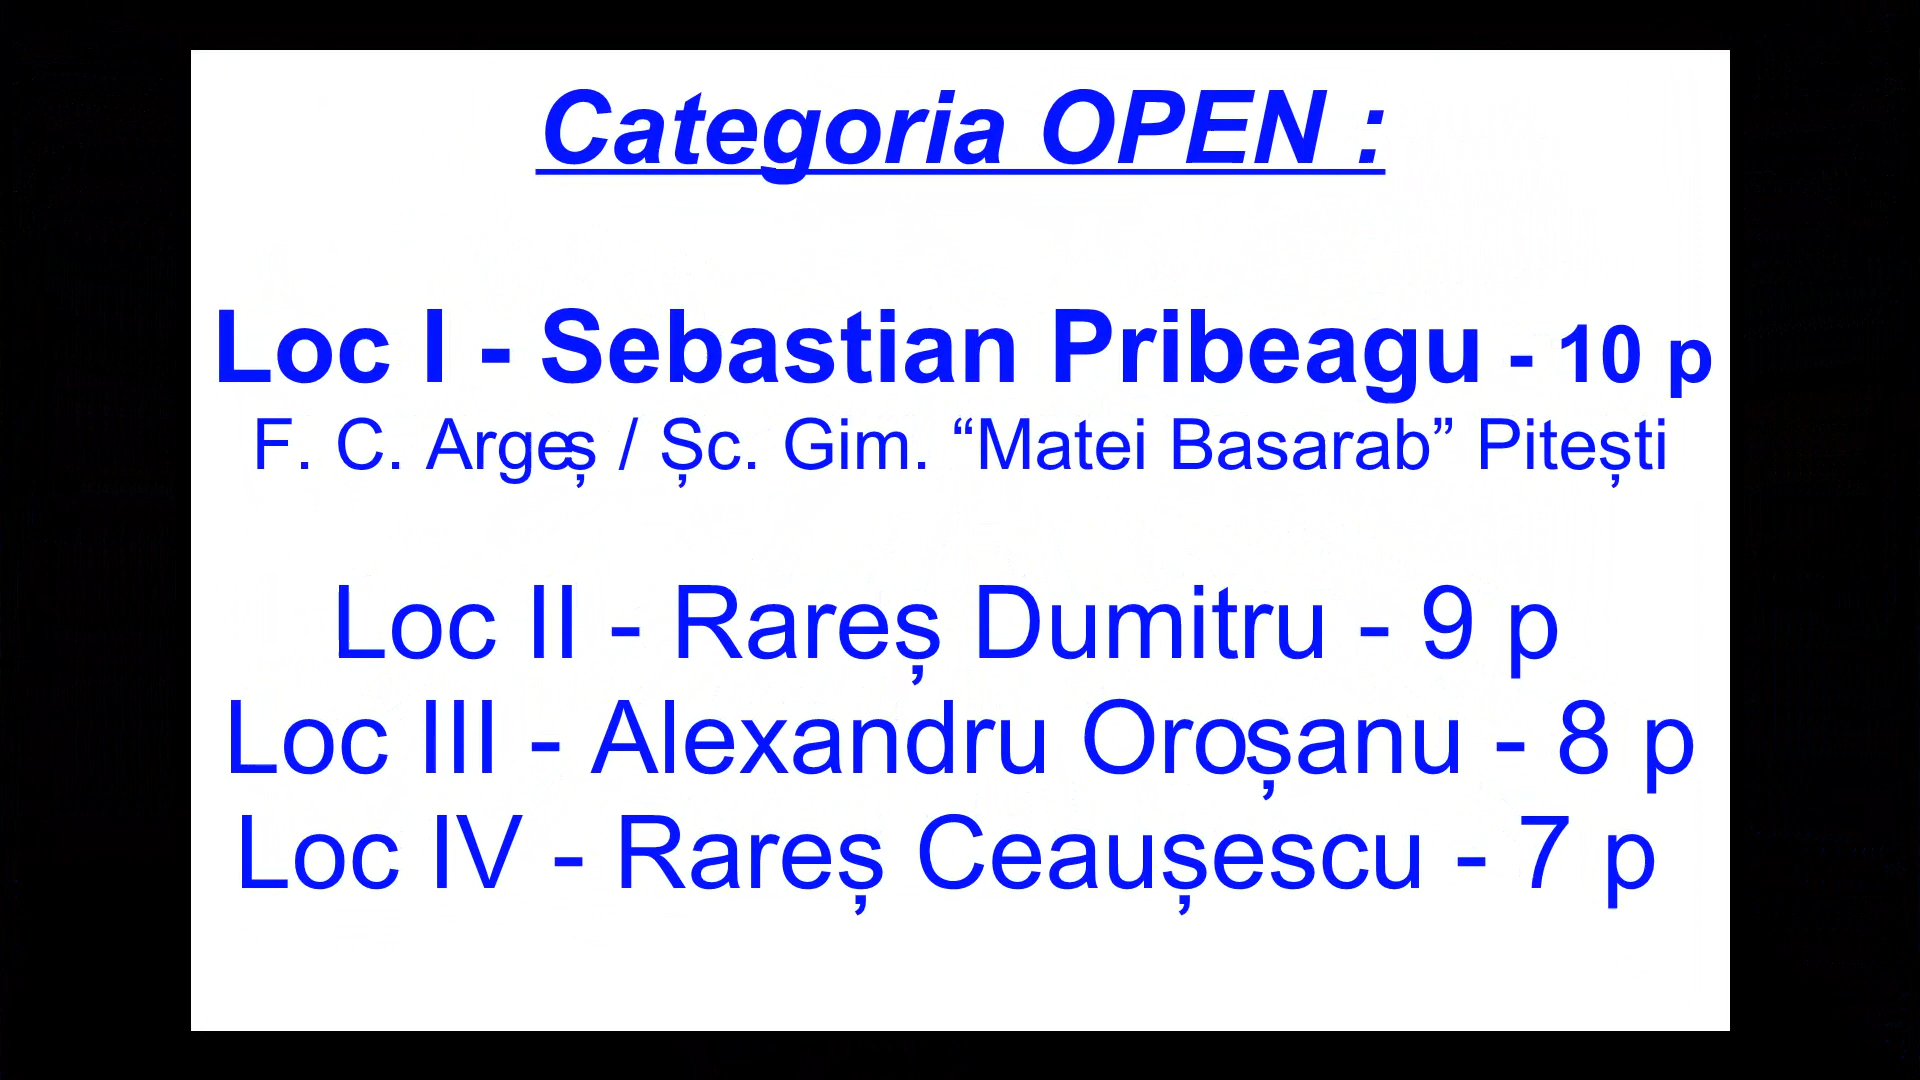 Categoria OPEN :
Loc I - Sebastian Pribeagu - 10 p
F. C. Argeș / Șc. Gim. “Matei Basarab” Pitești
Loc II - Rareș Dumitru - 9 p
Loc III - Alexandru Oroșanu - 8 p
Loc IV - Rareș Ceaușescu - 7 p